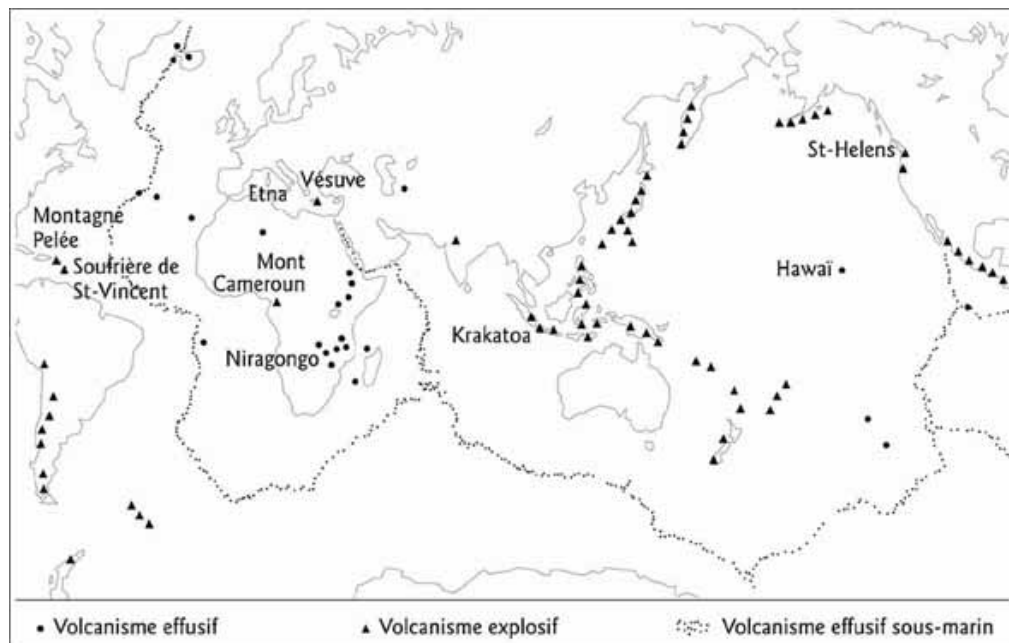 St-Helens
Vésuve
Etna
Montagne
Pelée
Soufrière de
St-Vincent
Mont
Cameroun
Hawaï
Krakatoa
Niragongo
Volcanisme effusif
Volcanisme explosif
Volcanisme effusif sous-marin